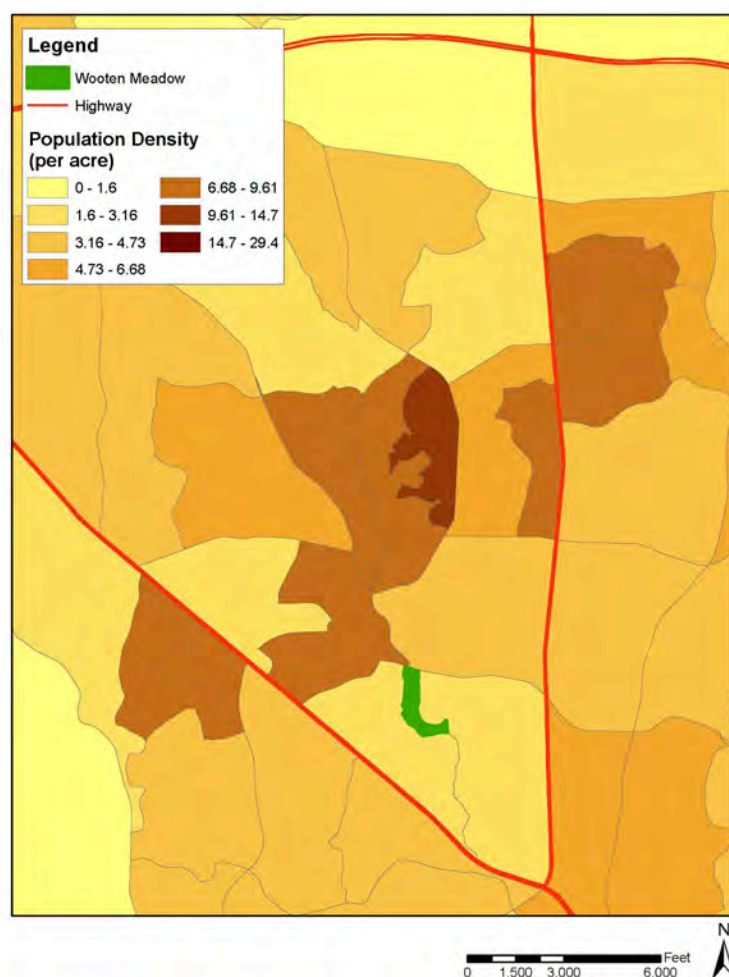 Legend
Wooten Meadow
Highway
Population Density
(per acre)
0 - 1.6
1.6 - 3.16
3.16 - 4.73
4.73 - 6.68
6.68 - 9.61
9.61 - 14.7
14.7 - 29.4
N
Feet
0 1,500 3,000 6,000